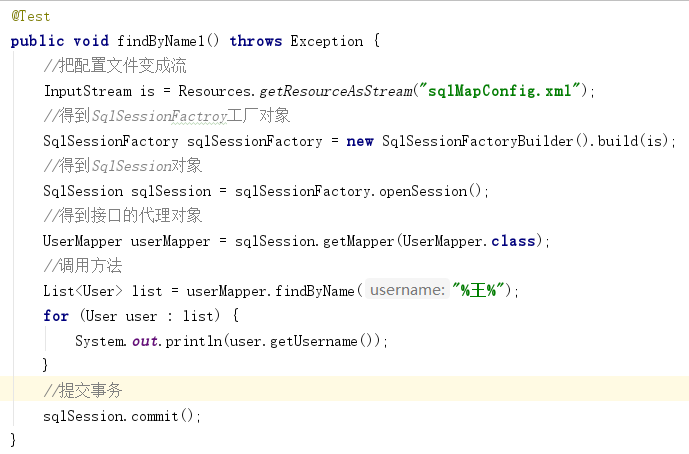 @Test
public void findByName1() throws Exception {
//把配置文件变成流
InputStream is = Resources.getResourceAsStream("sqlMapConfig.xml");
//得到SqlSessionFactroy工厂对象
SqlSessionFactory sqlSessionFactory = new SqlSessionFactoryBuilder().build(is);
//得到SqlSession对象
SqlSession sqlSession = sqlSessionFactory.openSession();
//得到接口的代理对象
UserMapper userMapper = sqlSession.getMapper(UserMapper.class);
//调用方法
List<User> list = userMapper.findByName( username: "%王%");
for (User user : list) {
System.out.println(user.getUsername());
}
//提交事务
sqlSession.commit();
}